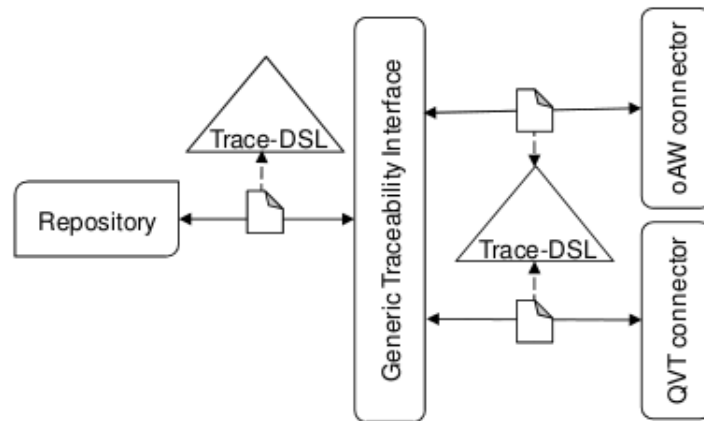 Trace-DSL
Repository
Generic Traceability Interface
Trace-DSL
oAW connector
QVT connector